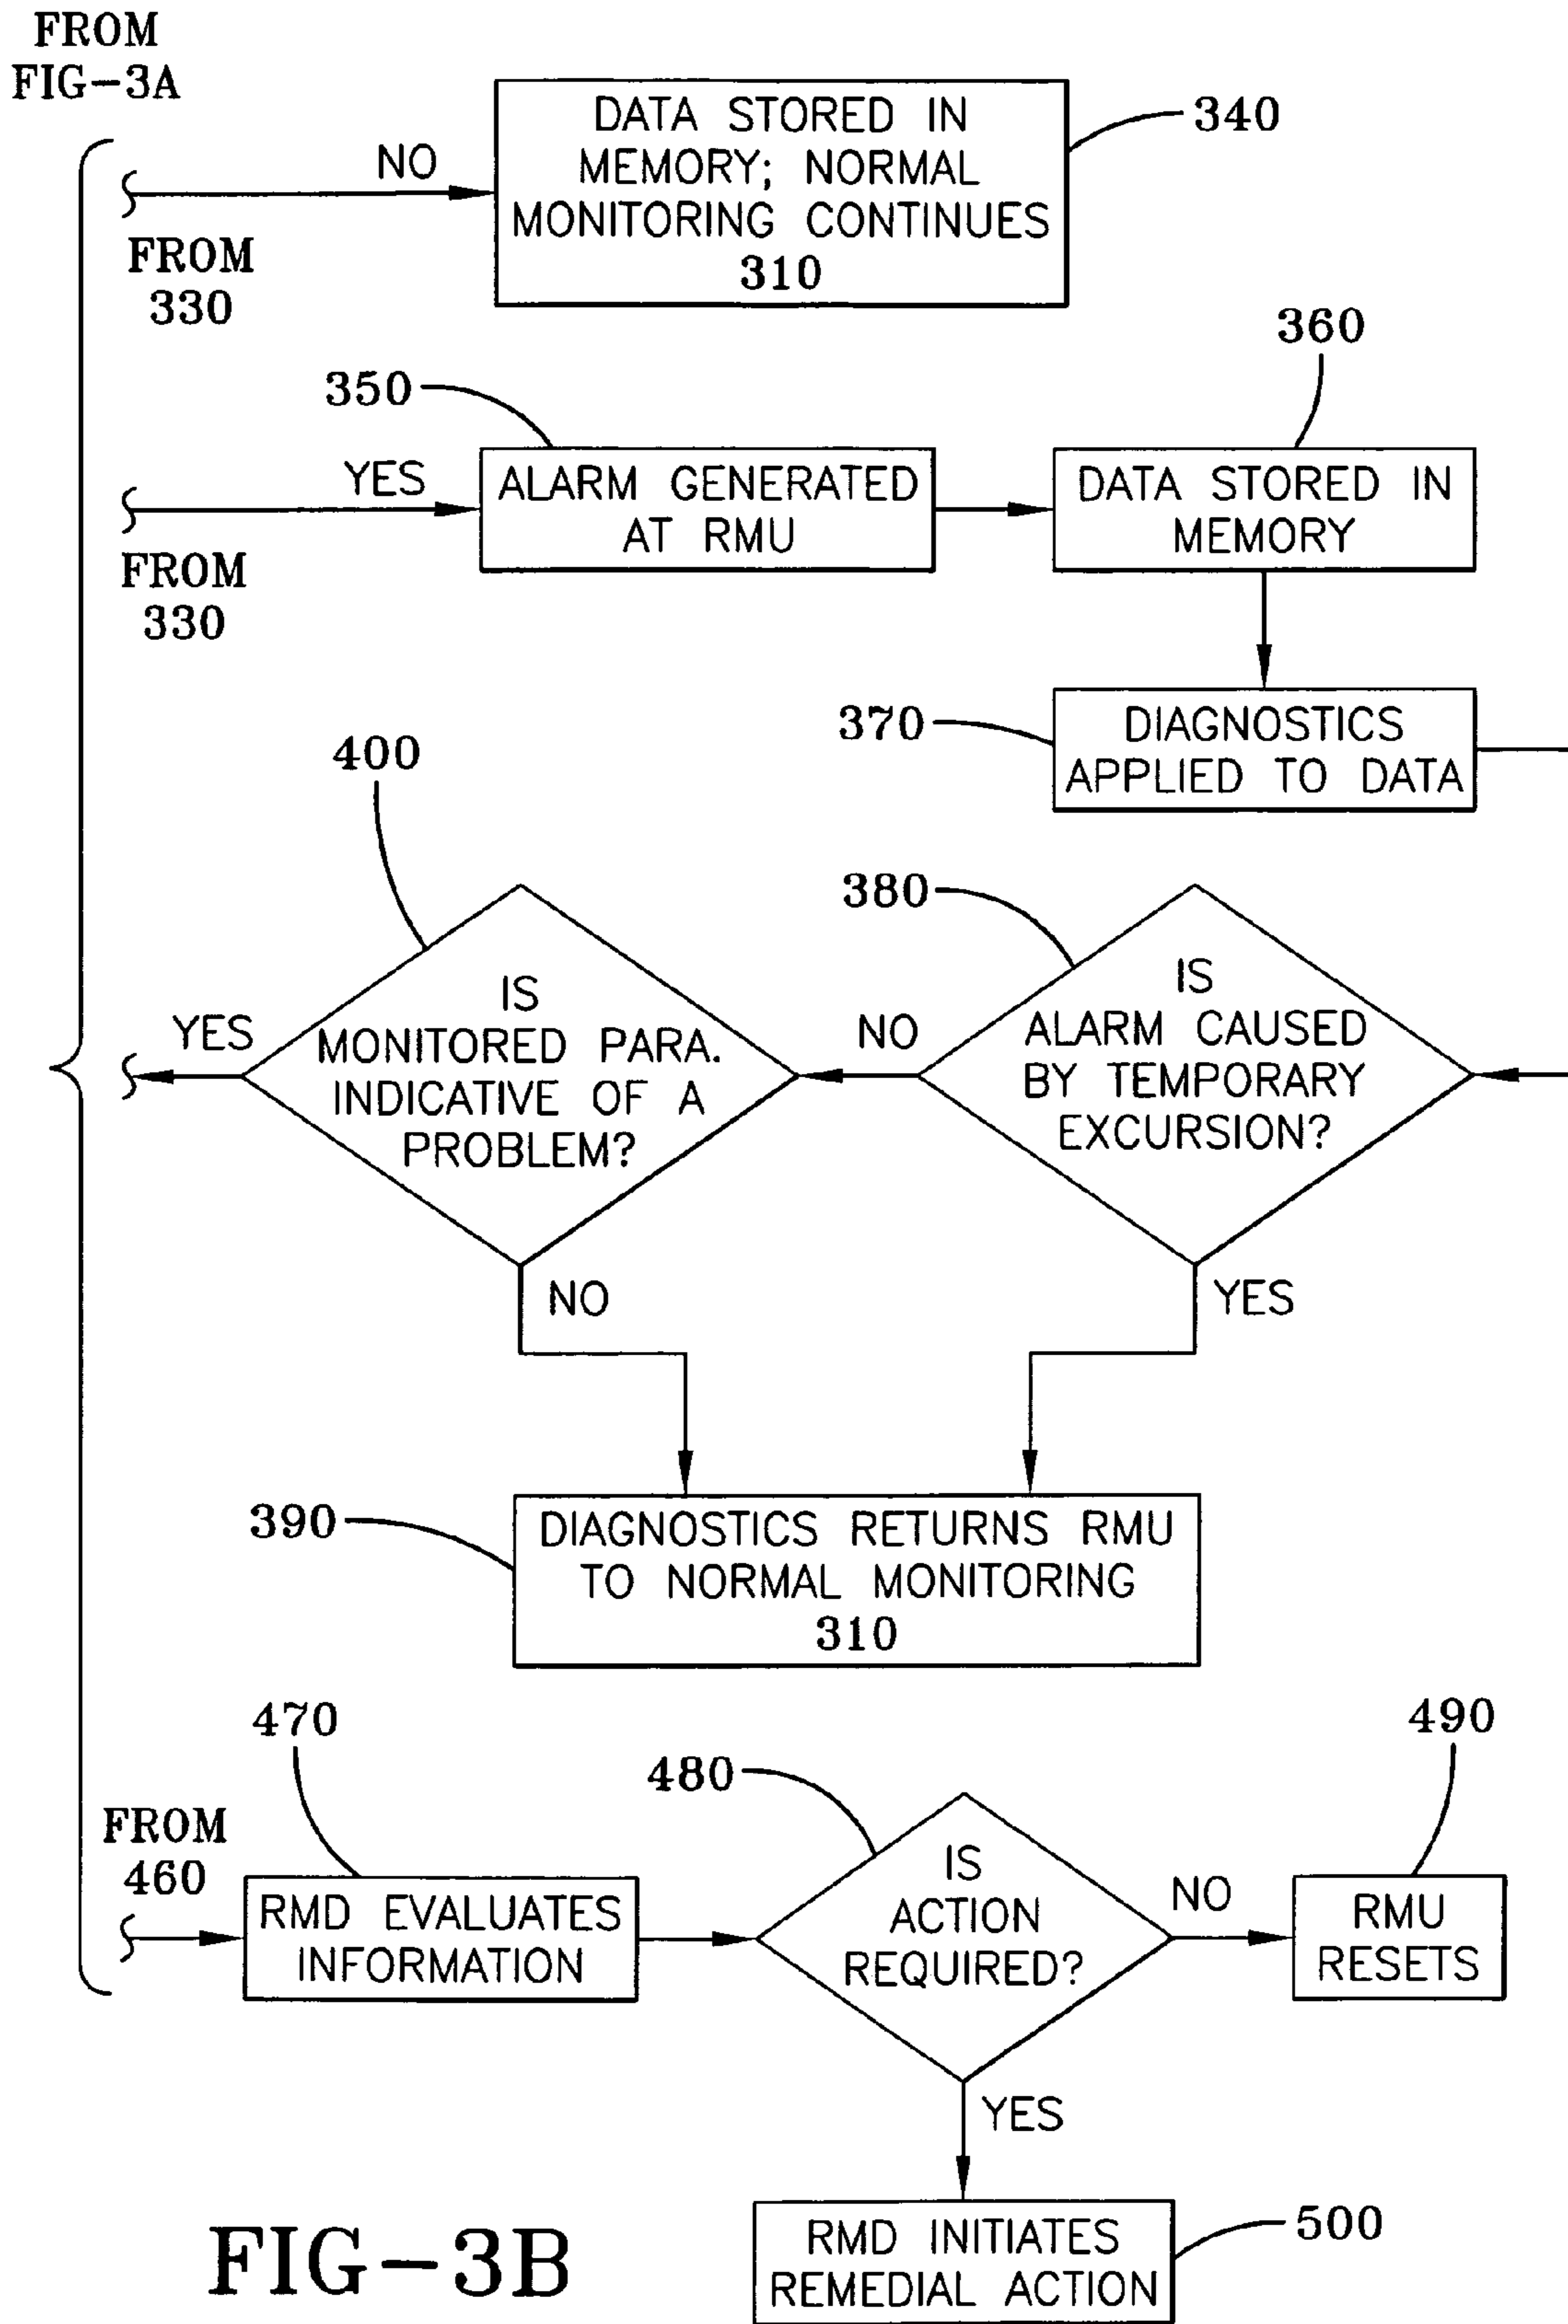 FROM
FIG-3A
NO
FROM
330
DATA STORED IN
MEMORY; NORMAL
MONITORING CONTINUES
310
340
YES
FROM
330
350
ALARM GENERATED
AT RMU
360
DATA STORED IN
MEMORY
370
DIAGNOSTICS
APPLIED TO DATA
380
IS
ALARM CAUSED
BY TEMPORARY
EXCURSION?
NO
YES
400
IS
MONITORED PARA.
INDICATIVE OF A
PROBLEM?
YES
NO
390
DIAGNOSTICS RETURNS RMU
TO NORMAL MONITORING
310
FROM
460
470
RMD EVALUATES
INFORMATION
480
IS
ACTION
REQUIRED?
NO
490
RMU
RESETS
YES
RMD INITIATES
REMEDIAL ACTION
500
FIG-3B